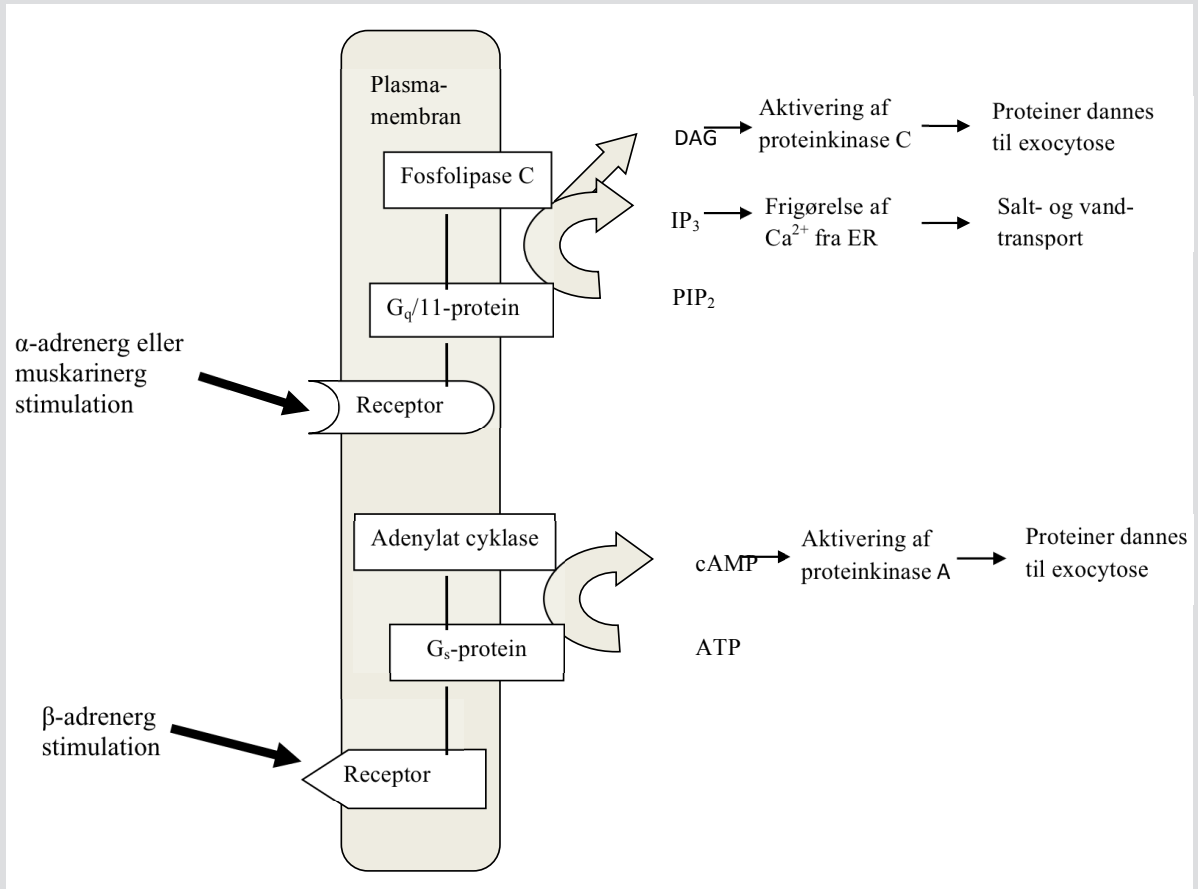 Plasma-
membran
Fosfolipase C
DAG
Aktivering af
proteinkinase C
Proteiner dannes
til exocytose
IP₃
Frigørelse af
Ca²⁺ fra ER
Salt- og vand-
transport
PIP₂
Gq/11-protein
α-adrenerg eller
muskarinerg
stimulation
Receptor
Adenylat cyklase
cAMP
Aktivering af
proteinkinase A
Proteiner dannes
til exocytose
Gₛ-protein
ATP
β-adrenerg
stimulation
Receptor